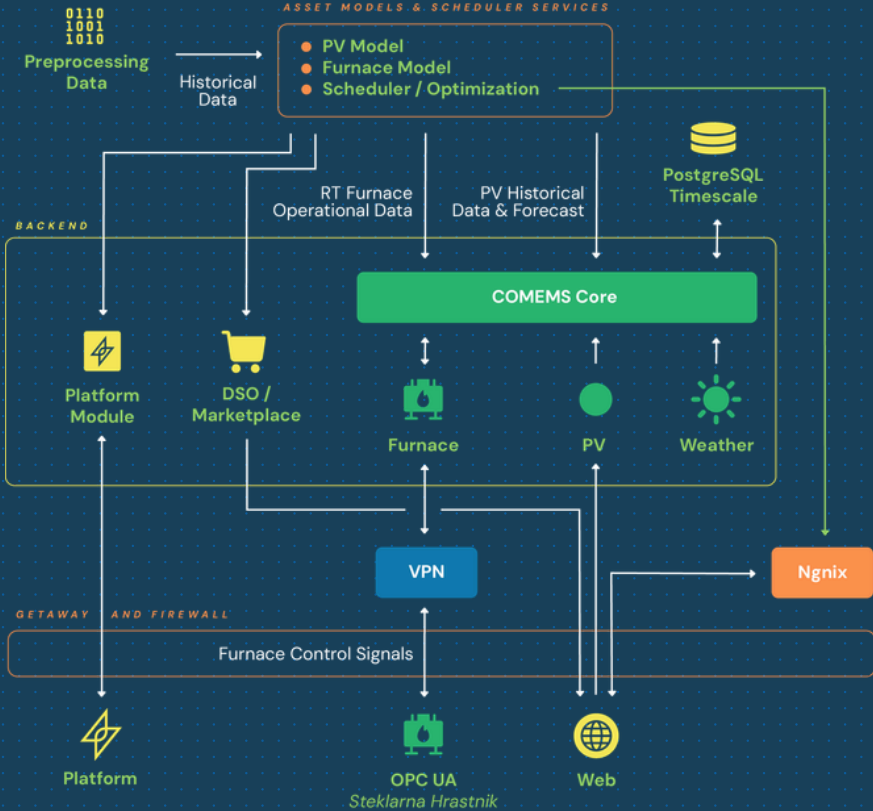 ASSET MODELS & SCHEDULER SERVICES
0110
1001
1010
Preprocessing
Data
Historical
Data
PV Model
Furnace Model
Scheduler / Optimization
PostgreSQL
Timescale
RT Furnace
Operational Data
PV Historical
Data & Forecast
BACKEND
COMEMS Core
Platform
Module
DSO /
Marketplace
Furnace
PV
Weather
VPN
Ngnix
GETAWAY AND FIREWALL
Furnace Control Signals
Platform
OPC UA
Steklarna Hrastnik
Web